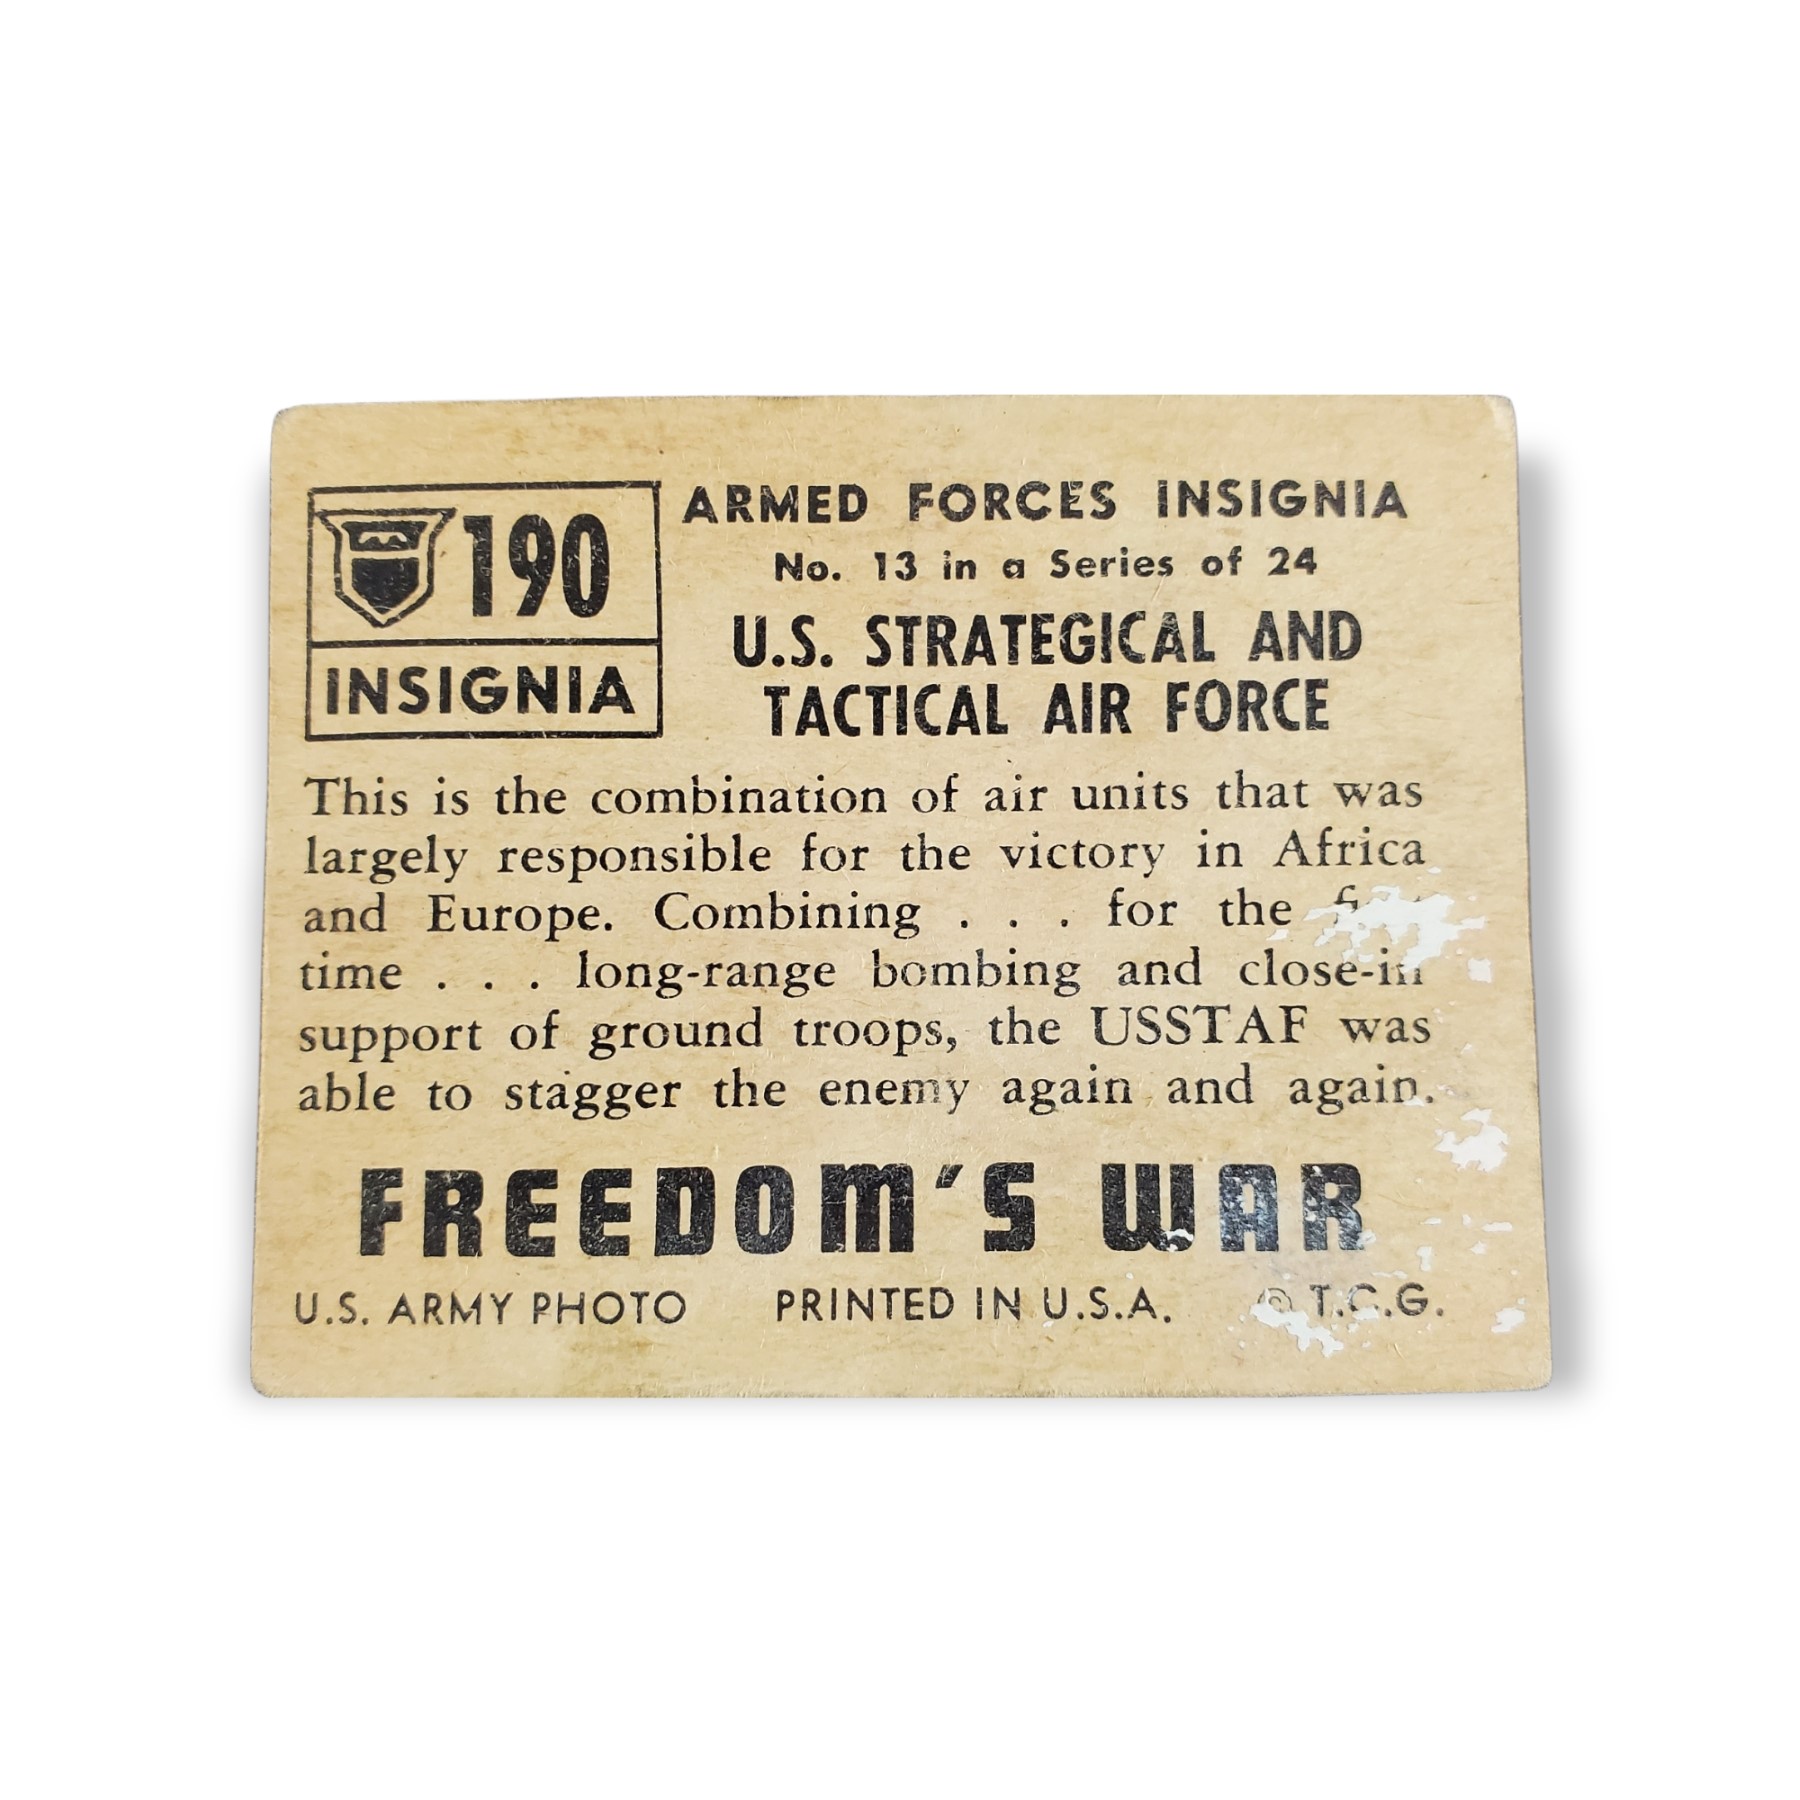 190
INSIGNIA
ARMED FORCES INSIGNIA
No. 13 in a Series of 24
U.S. STRATEGICAL AND
TACTICAL AIR FORCE
This is the combination of air units that was
largely responsible for the victory in Africa
and Europe. Combining . . . for the
time . . . long-range bombing and close-in
support of ground troops, the USSTAF was
able to stagger the enemy again and again.
FREEDOM'S WAR
U.S. ARMY PHOTO PRINTED IN U.S.A. © T.C.G.